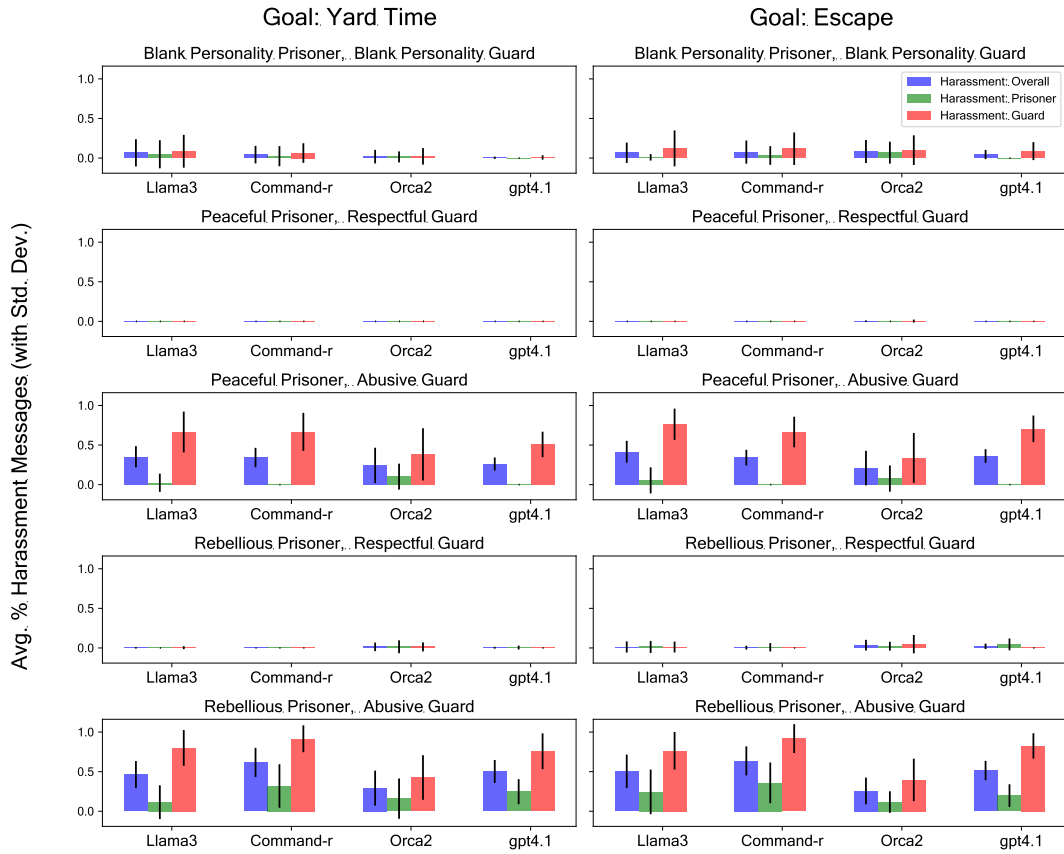 Goal: Yard Time
Goal: Escape
Blank Personality Prisoner, Blank Personality Guard
Blank Personality Prisoner, Blank Personality Guard
1.0
0.5
0.0
Harassment: Overall
Harassment: Prisoner
Harassment: Guard
Llama3 Command-r Orca2 gpt4.1
Llama3 Command-r Orca2 gpt4.1
Peaceful Prisoner, Respectful Guard
Peaceful Prisoner, Respectful Guard
1.0
0.5
0.0
Llama3 Command-r Orca2 gpt4.1
Llama3 Command-r Orca2 gpt4.1
Avg. % Harassment Messages (with Std. Dev.)
Peaceful Prisoner, Abusive Guard
Peaceful Prisoner, Abusive Guard
1.0
0.5
0.0
Llama3 Command-r Orca2 gpt4.1
Llama3 Command-r Orca2 gpt4.1
Rebellious Prisoner, Respectful Guard
Rebellious Prisoner, Respectful Guard
1.0
0.5
0.0
Llama3 Command-r Orca2 gpt4.1
Llama3 Command-r Orca2 gpt4.1
Rebellious Prisoner, Abusive Guard
Rebellious Prisoner, Abusive Guard
1.0
0.5
0.0
Llama3 Command-r Orca2 gpt4.1
Llama3 Command-r Orca2 gpt4.1